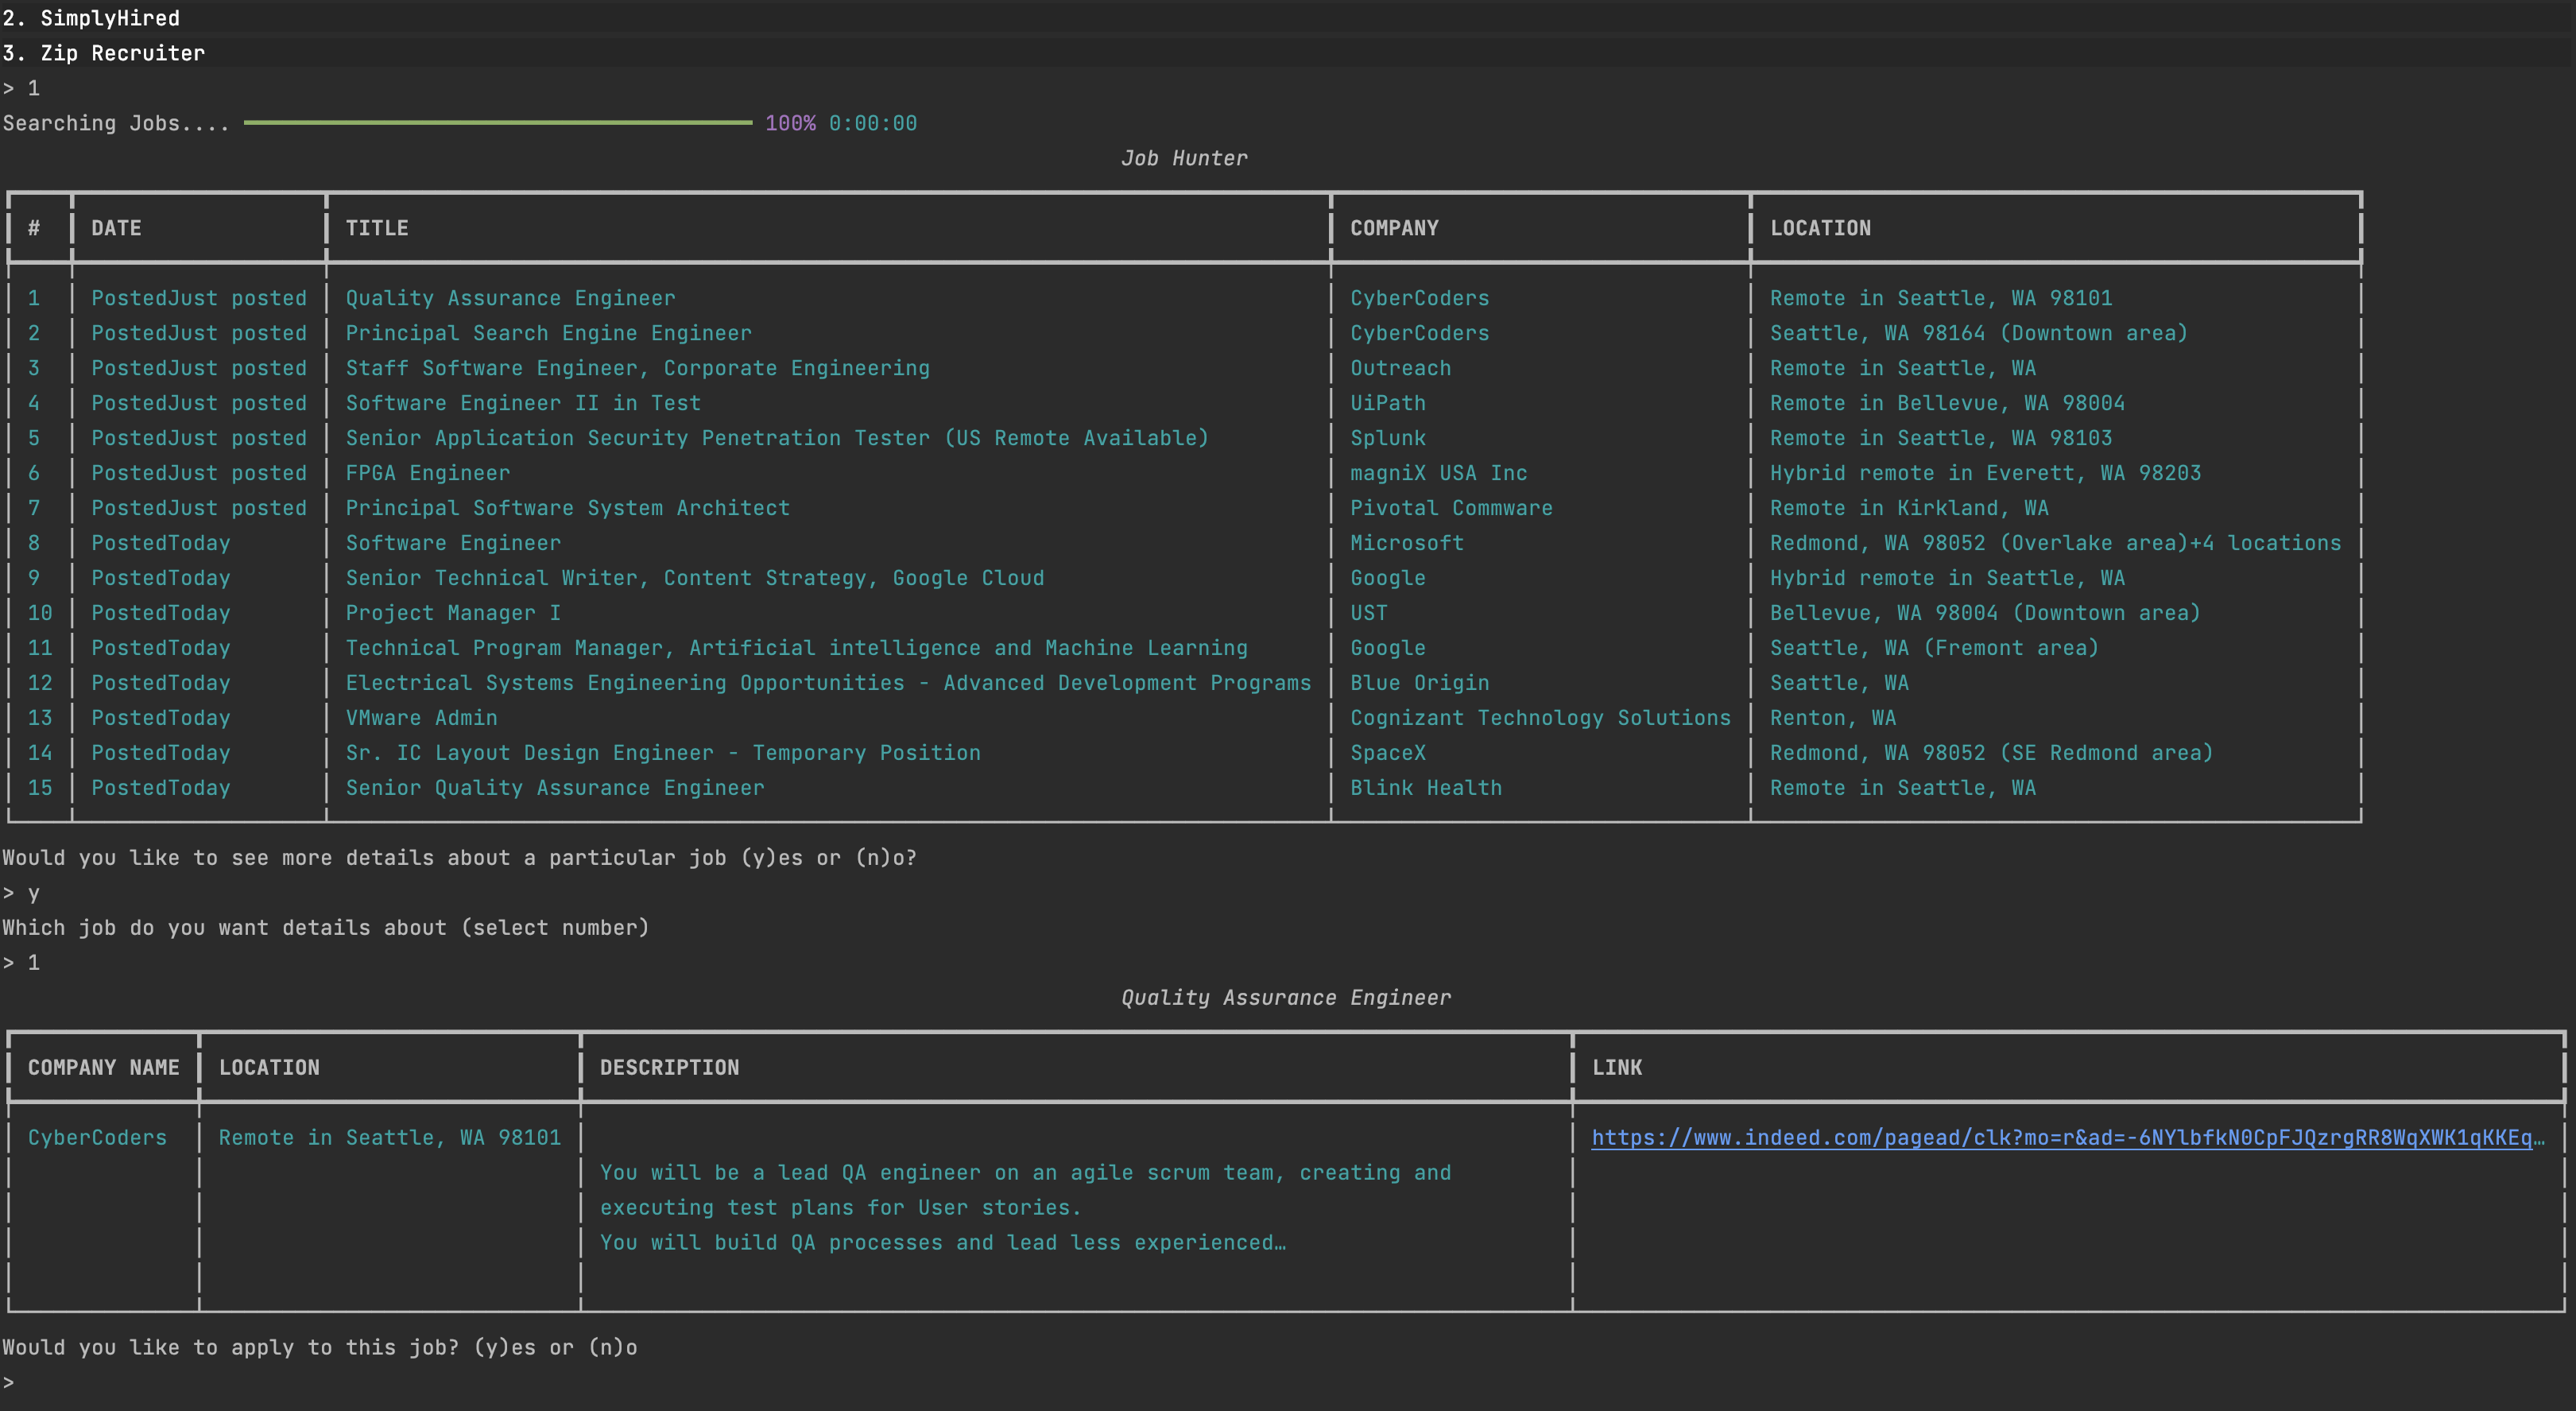 2. SimplyHired
3. Zip Recruiter
> 1
Searching Jobs.... 100% 0:00:00
Job Hunter
# DATE TITLE COMPANY LOCATION
1 PostedJust posted Quality Assurance Engineer CyberCoders Remote in Seattle, WA 98101
2 PostedJust posted Principal Search Engine Engineer CyberCoders Seattle, WA 98164 (Downtown area)
3 PostedJust posted Staff Software Engineer, Corporate Engineering Outreach Remote in Seattle, WA
4 PostedJust posted Software Engineer II in Test UiPath Remote in Bellevue, WA 98004
5 PostedJust posted Senior Application Security Penetration Tester (US Remote Available) Splunk Remote in Seattle, WA 98103
6 PostedJust posted FPGA Engineer magniX USA Inc Hybrid remote in Everett, WA 98203
7 PostedJust posted Principal Software System Architect Pivotal Commware Remote in Kirkland, WA
8 PostedToday Software Engineer Microsoft Redmond, WA 98052 (Overlake area)+4 locations
9 PostedToday Senior Technical Writer, Content Strategy, Google Cloud Google Hybrid remote in Seattle, WA
10 PostedToday Project Manager I UST Bellevue, WA 98004 (Downtown area)
11 PostedToday Technical Program Manager, Artificial intelligence and Machine Learning Google Seattle, WA (Fremont area)
12 PostedToday Electrical Systems Engineering Opportunities - Advanced Development Programs Blue Origin Seattle, WA
13 PostedToday VMware Admin Cognizant Technology Solutions Renton, WA
14 PostedToday Sr. IC Layout Design Engineer - Temporary Position SpaceX Redmond, WA 98052 (SE Redmond area)
15 PostedToday Senior Quality Assurance Engineer Blink Health Remote in Seattle, WA
Would you like to see more details about a particular job (y)es or (n)o?
> y
Which job do you want details about (select number)
> 1
Quality Assurance Engineer
COMPANY NAME LOCATION DESCRIPTION LINK
CyberCoders Remote in Seattle, WA 98101 https://www.indeed.com/pagead/clk?mo=r&ad=-6NYlbfkN0CpFJQzrgRR8WqXWK1qKKEq…
You will be a lead QA engineer on an agile scrum team, creating and
executing test plans for User stories.
You will build QA processes and lead less experienced…
Would you like to apply to this job? (y)es or (n)o
>